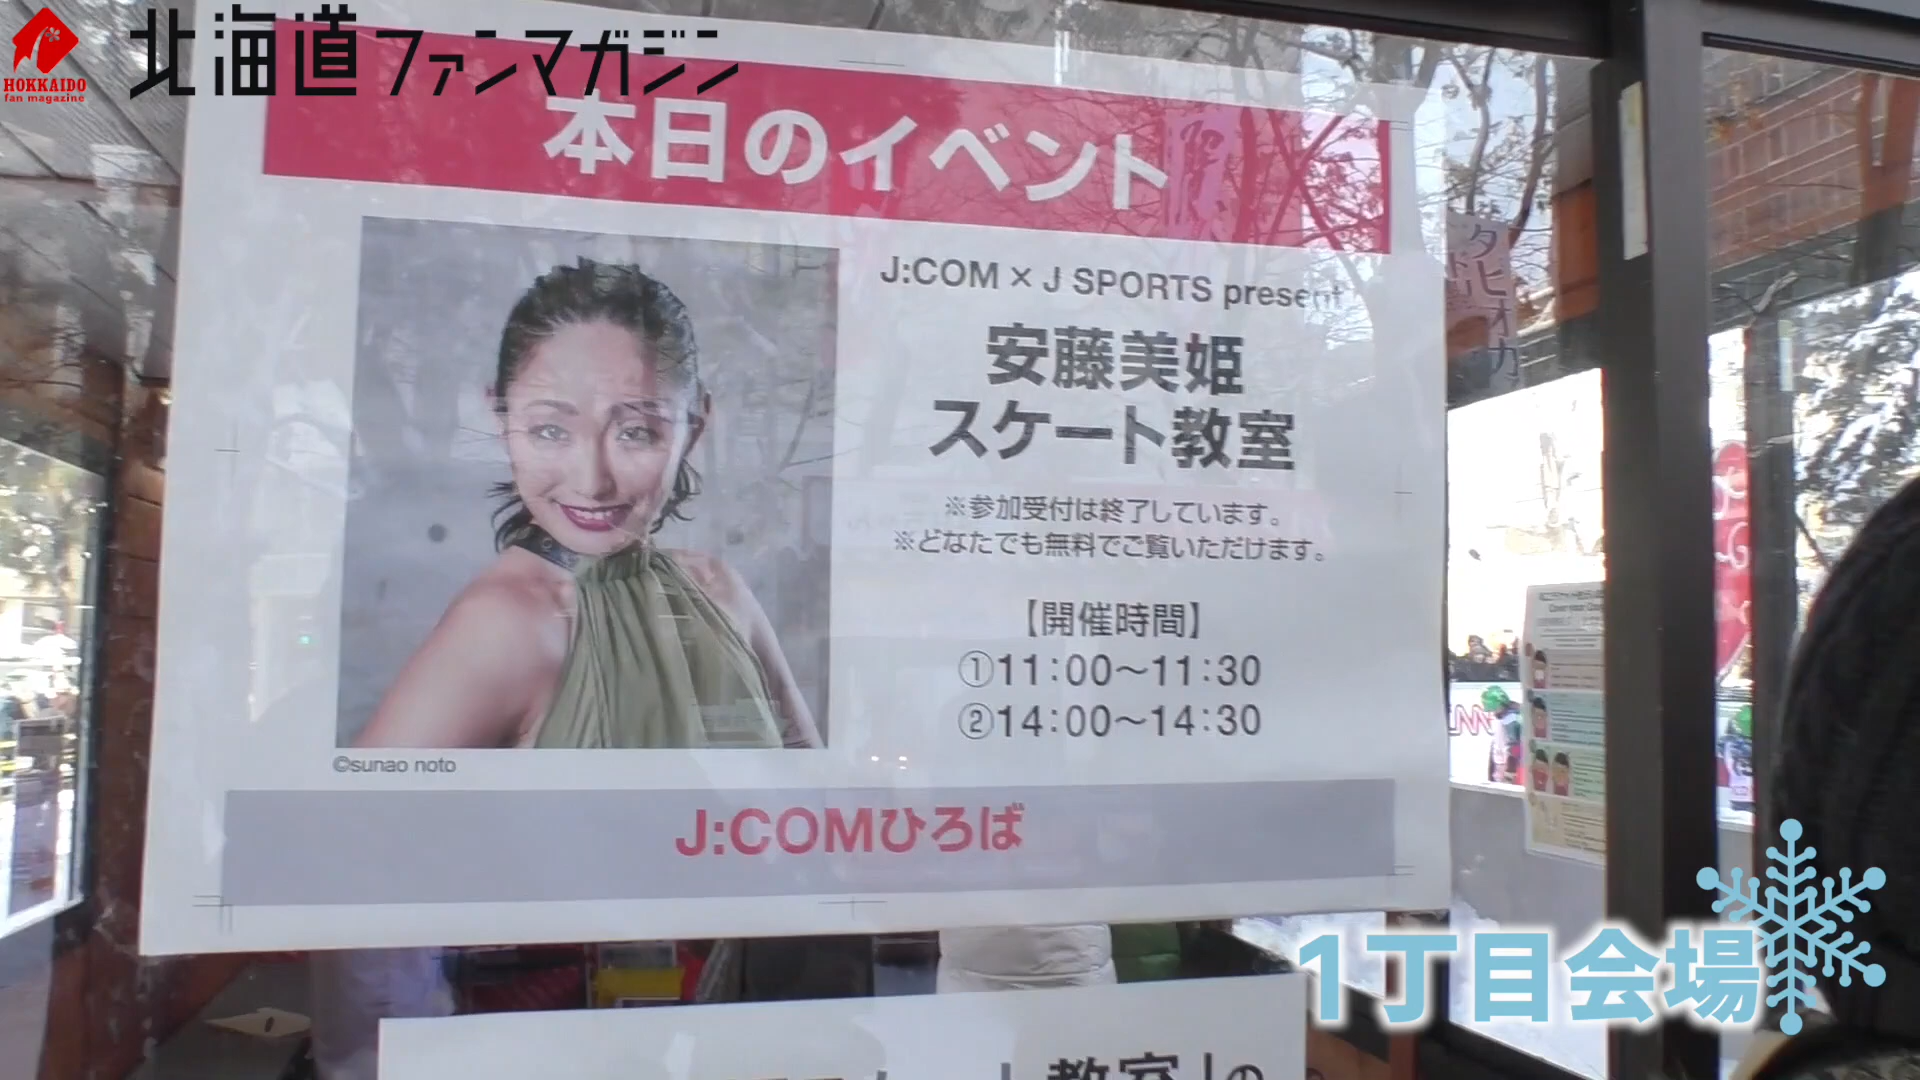 HOKKAIDO
fan magazine
北海道ファンマガジン
本日のイベント
J:COM × J SPORTS present
安藤美姫
スケート教室
※参加受付は終了しています。
※どなたでも無料でご覧いただけます。
【開催時間】
①11:00～11:30
②14:00～14:30
©sunao noto
J:COMひろば
タピオカ
1丁目会場